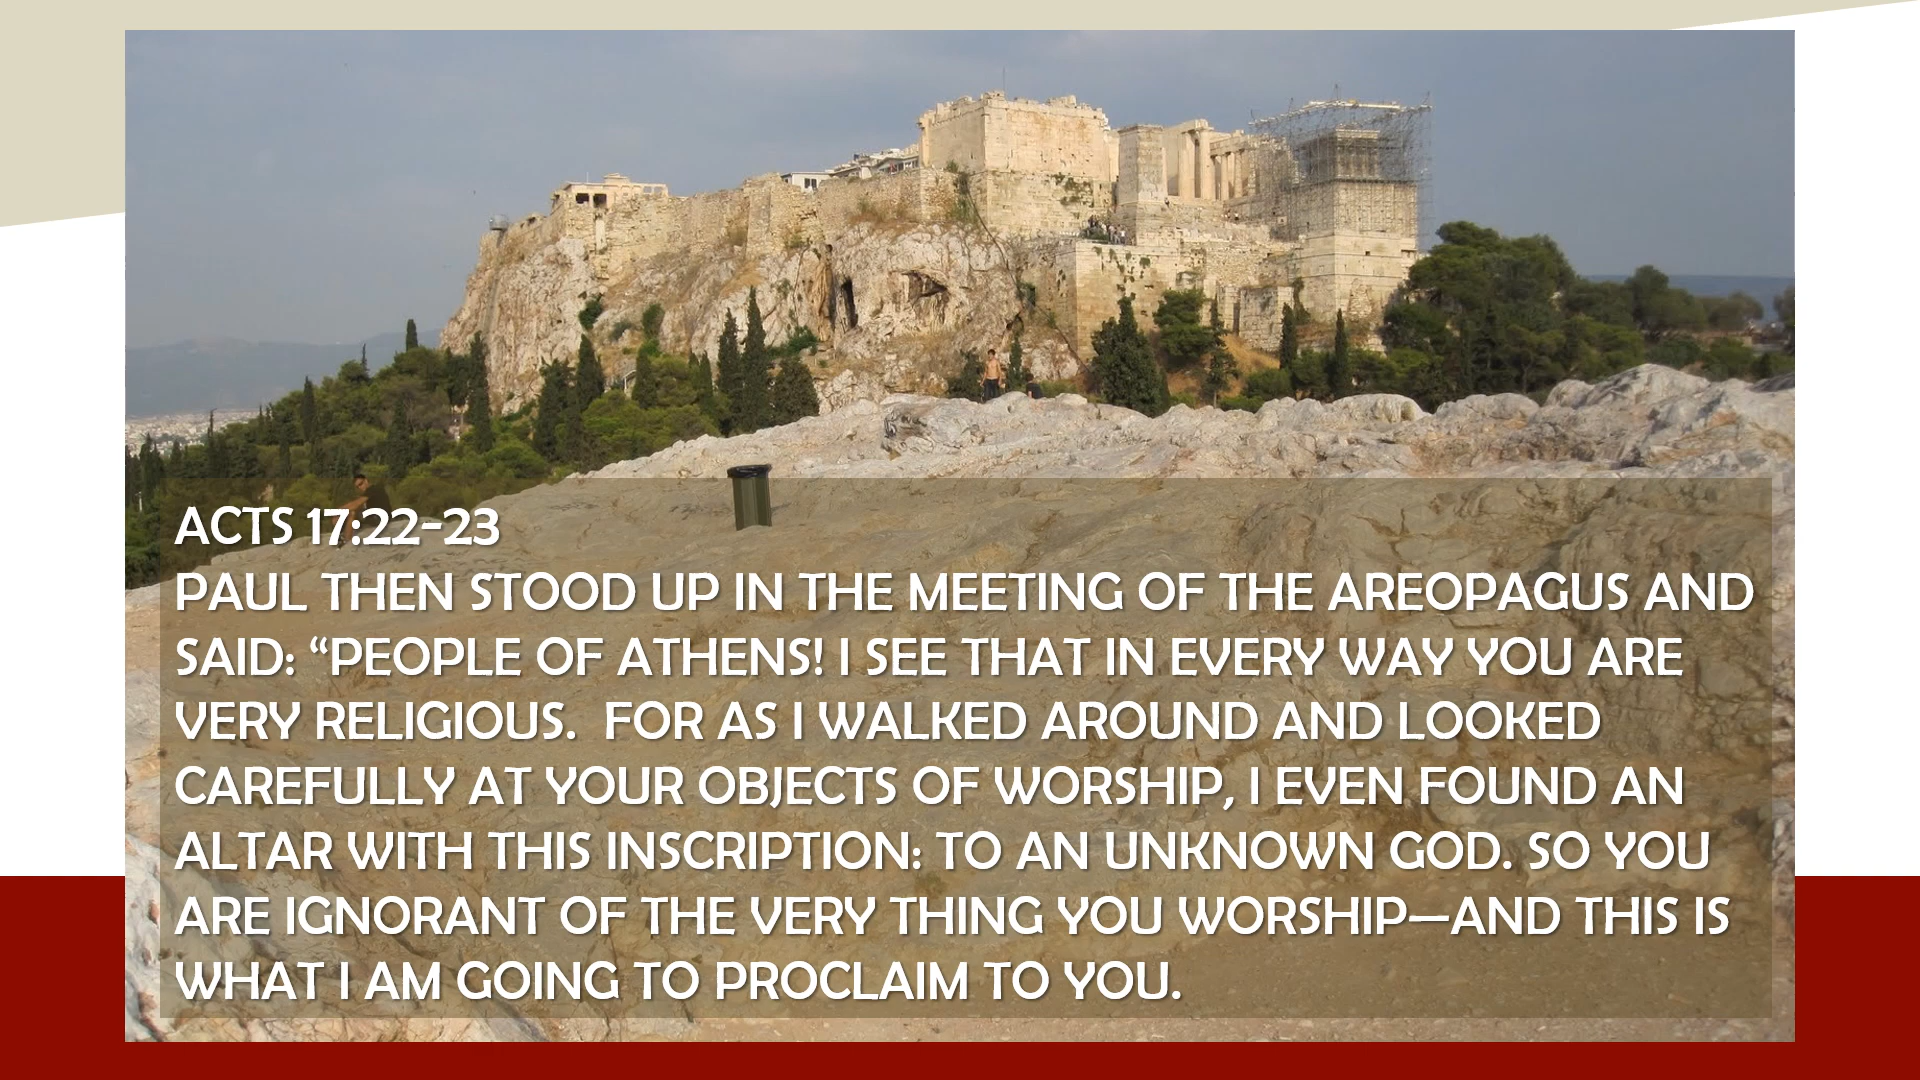 ACTS 17:22-23
PAUL THEN STOOD UP IN THE MEETING OF THE AREOPAGUS AND
SAID: “PEOPLE OF ATHENS! I SEE THAT IN EVERY WAY YOU ARE
VERY RELIGIOUS.  FOR AS I WALKED AROUND AND LOOKED
CAREFULLY AT YOUR OBJECTS OF WORSHIP, I EVEN FOUND AN
ALTAR WITH THIS INSCRIPTION: TO AN UNKNOWN GOD. SO YOU
ARE IGNORANT OF THE VERY THING YOU WORSHIP—AND THIS IS
WHAT I AM GOING TO PROCLAIM TO YOU.